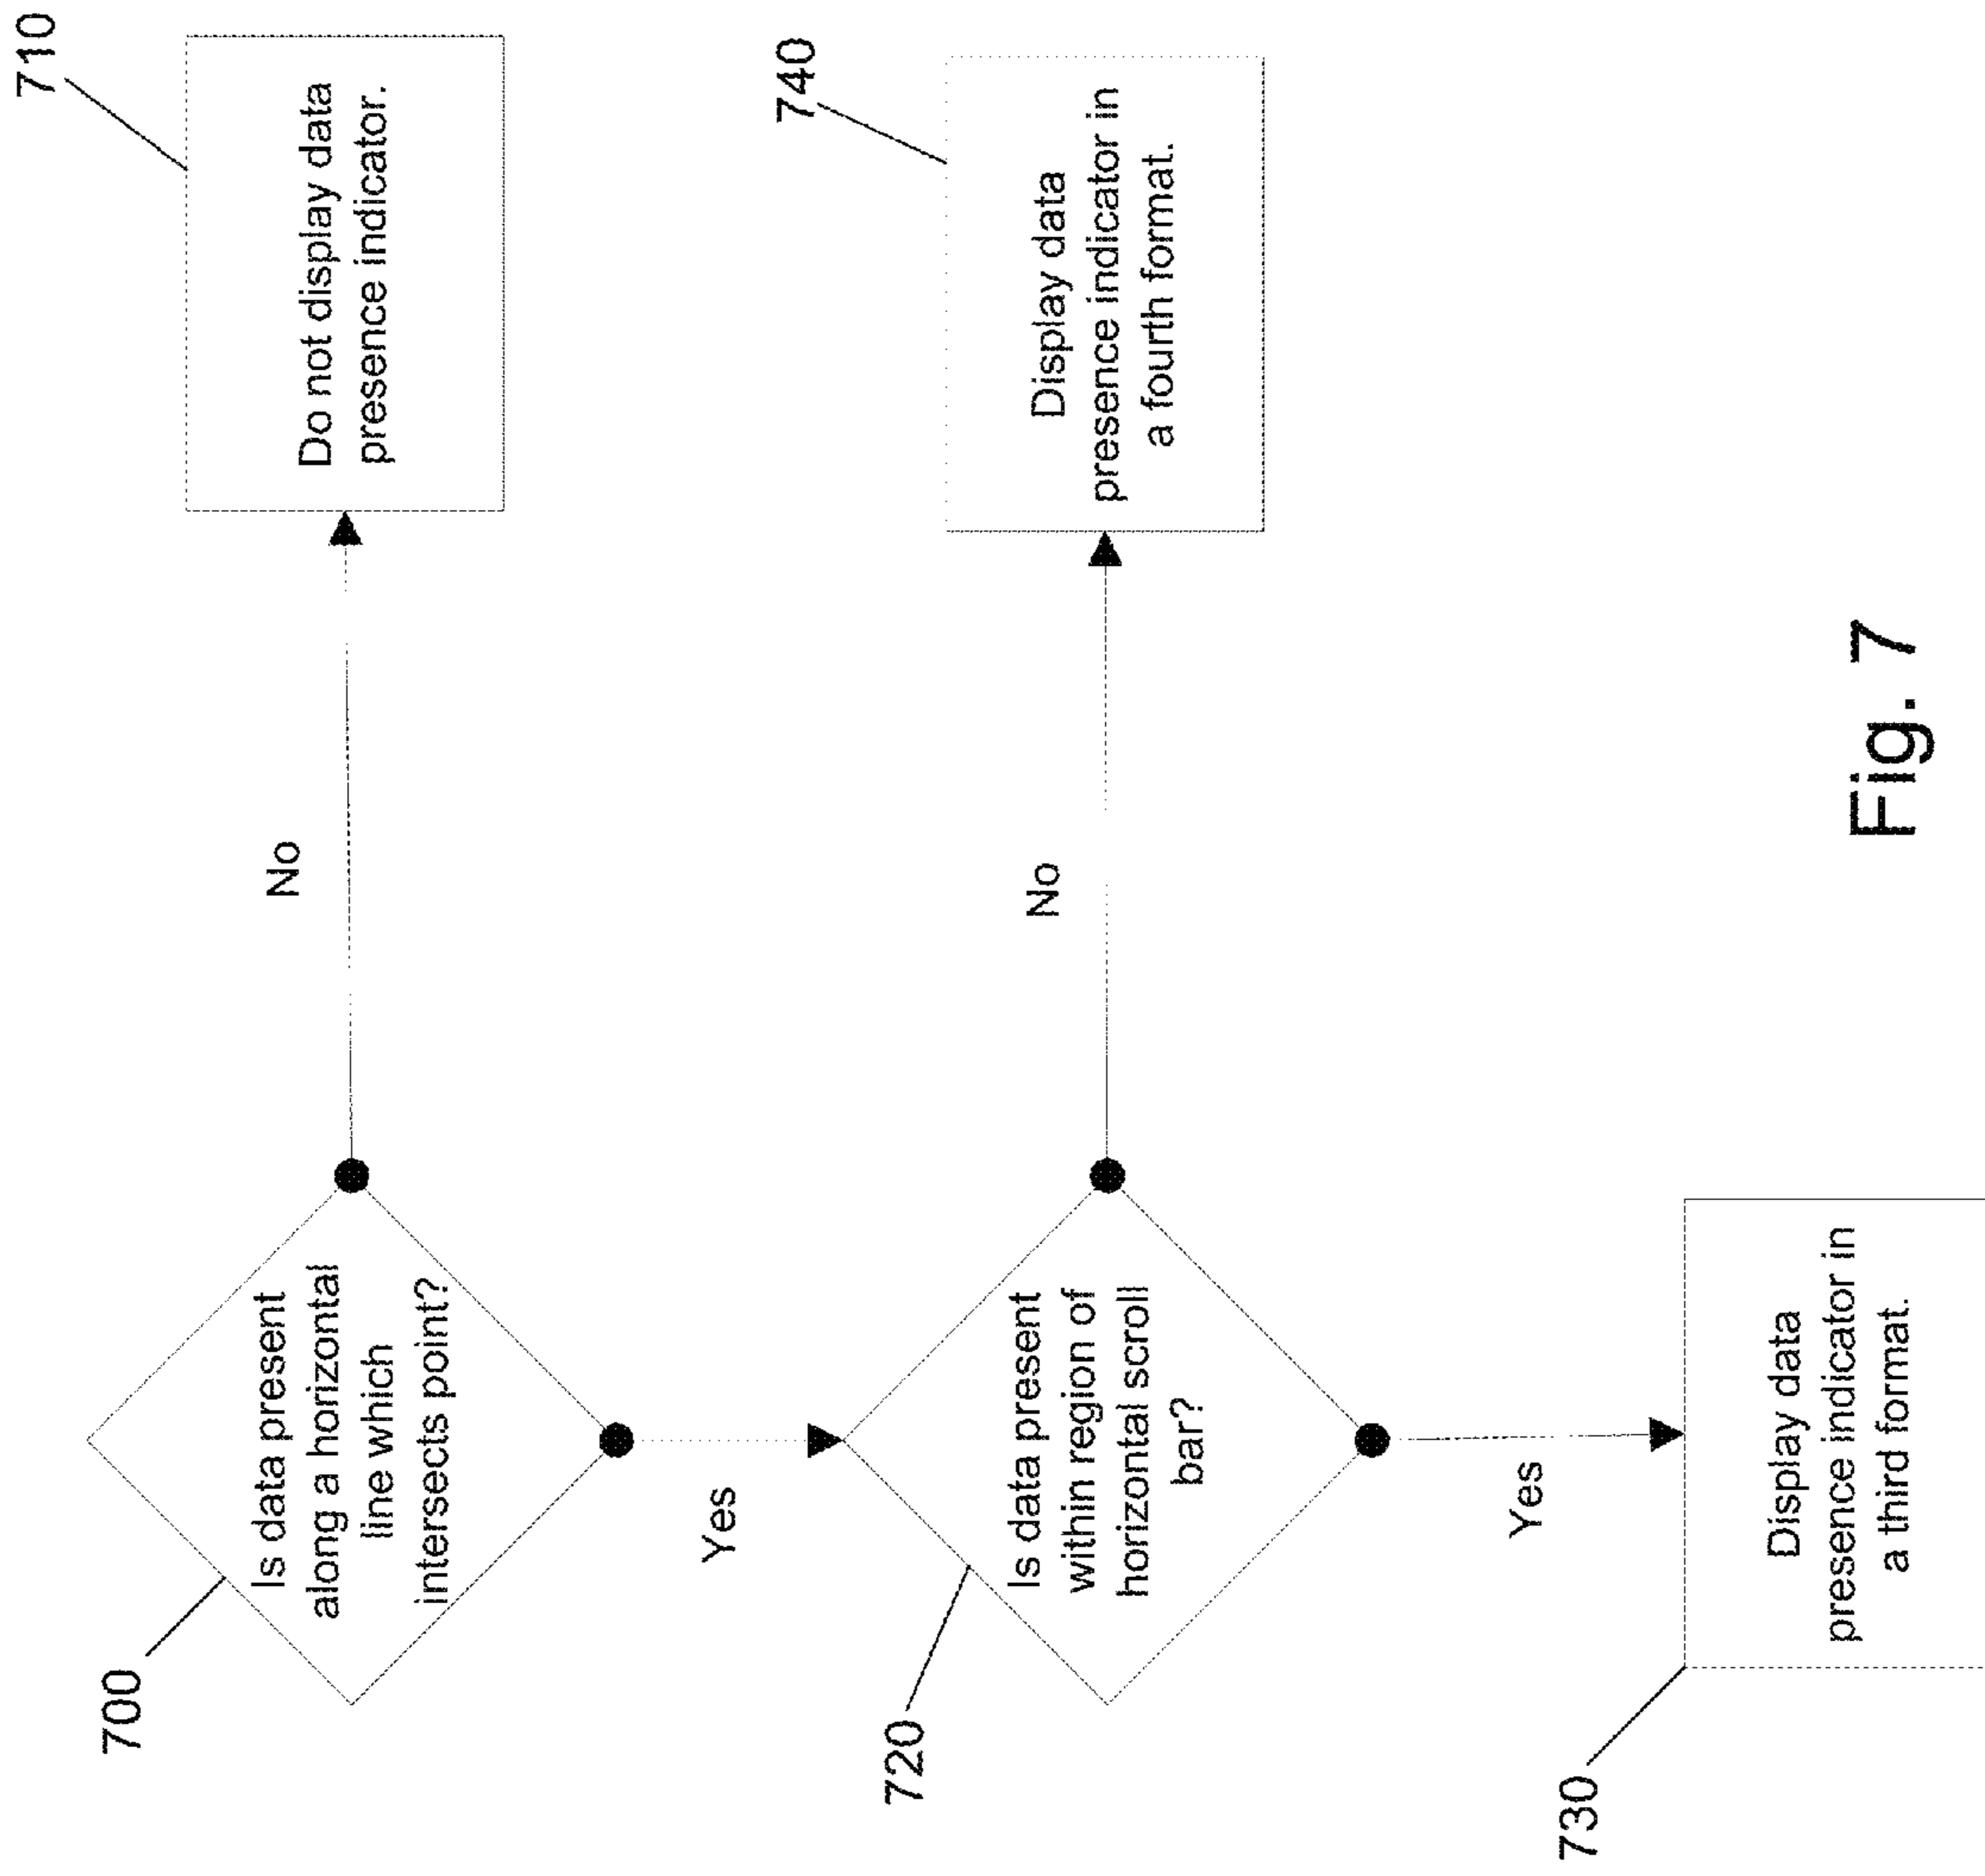 700
Is data present
along a horizontal
line which
intersects point?
No
710
Do not display data
presence indicator.
Yes
720
Is data present
within region of
horizontal scroll
bar?
No
740
Display data
presence indicator in
a fourth format.
Yes
730
Display data
presence indicator in
a third format.
Fig. 7